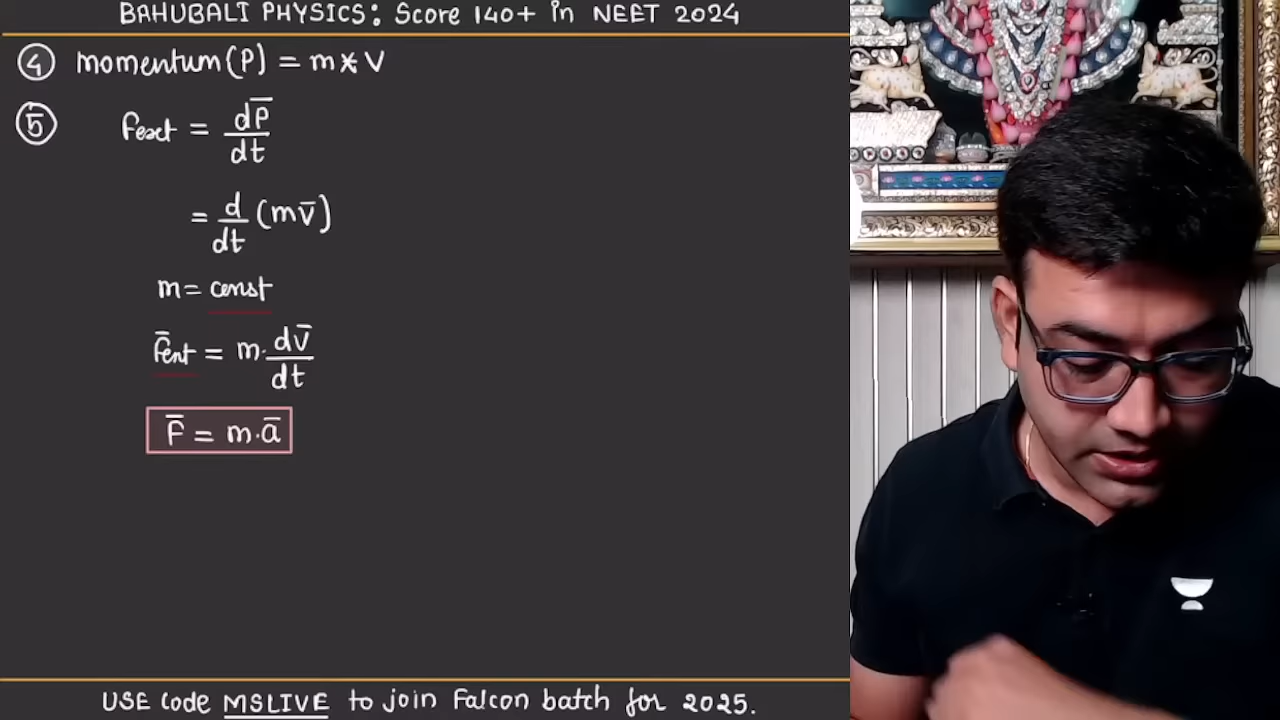 BAHUBALI PHYSICS: Score 140+ in NEET 2024
④ momentum (P) = m * V
⑤ Fext = dP̅/dt
= d/dt (mv̅)
m = const
F̅ext = m. dv̅/dt
F̅ = m.a̅
USE Code MSLIVE to join Falcon batch for 2025.